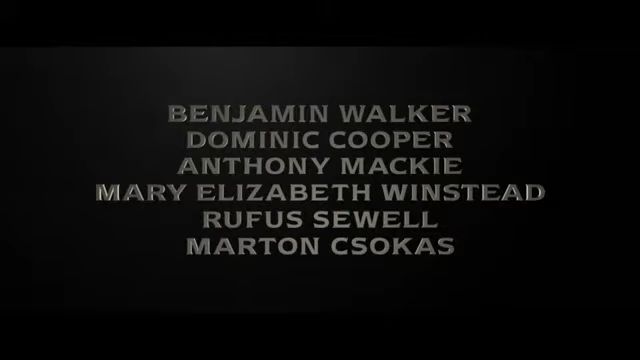 BENJAMIN WALKER
DOMINIC COOPER
ANTHONY MACKIE
MARY ELIZABETH WINSTEAD
RUFUS SEWELL
MARTON CSOKAS